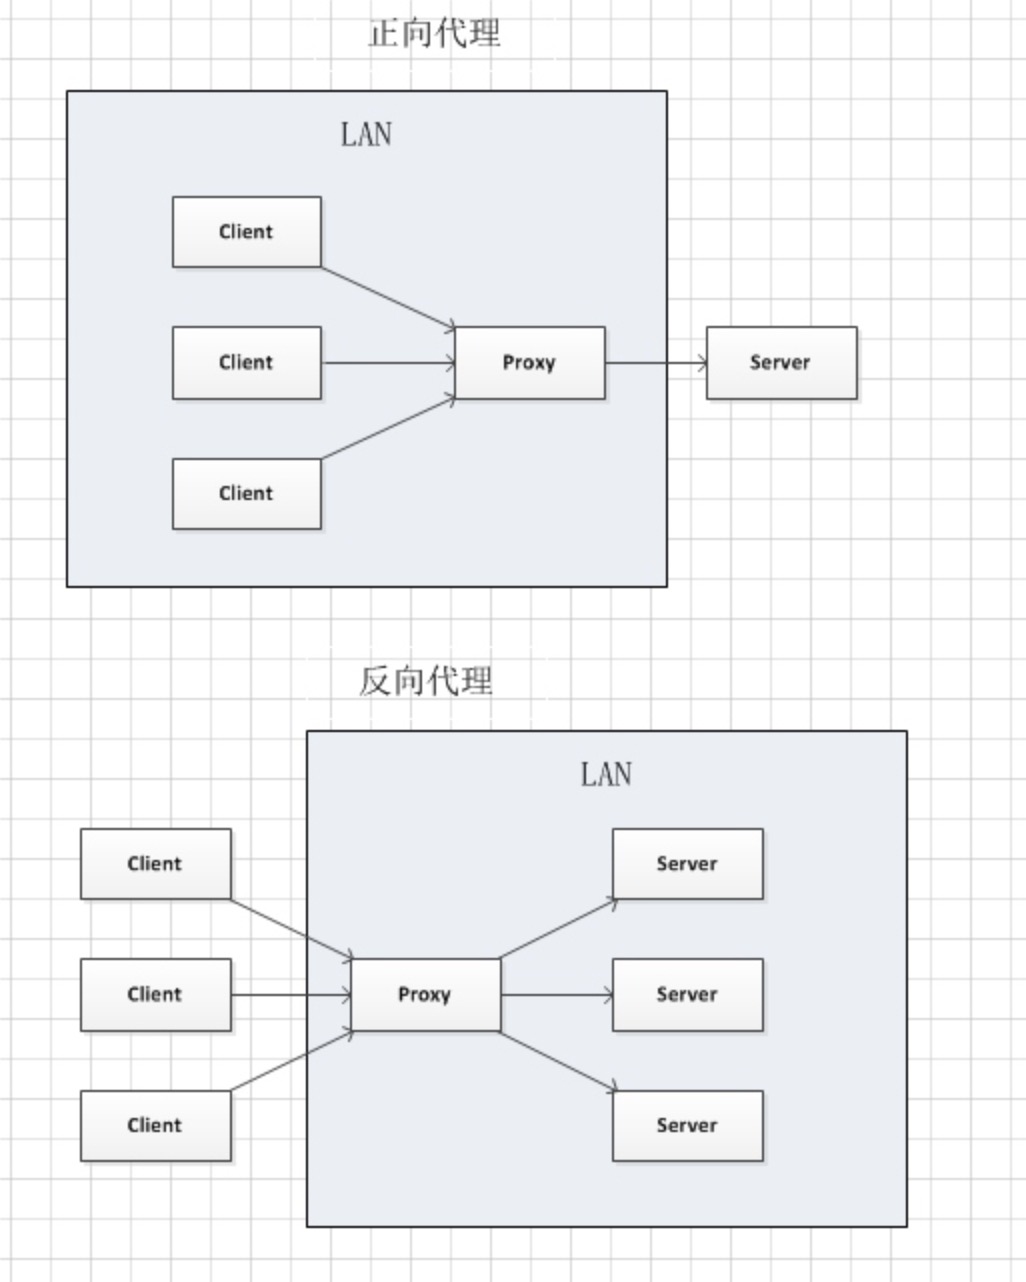 正向代理
LAN
Client
Client
Proxy
Server
Client
反向代理
LAN
Client
Server
Client
Proxy
Server
Client
Server